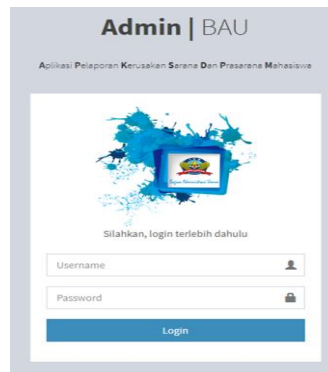 Admin | BAU
Aplikasi Pelaporan Kerusakan Sarana Dan Prasarana Mahasiswa
Silahkan, login terlebih dahulu
Username
Password
Login